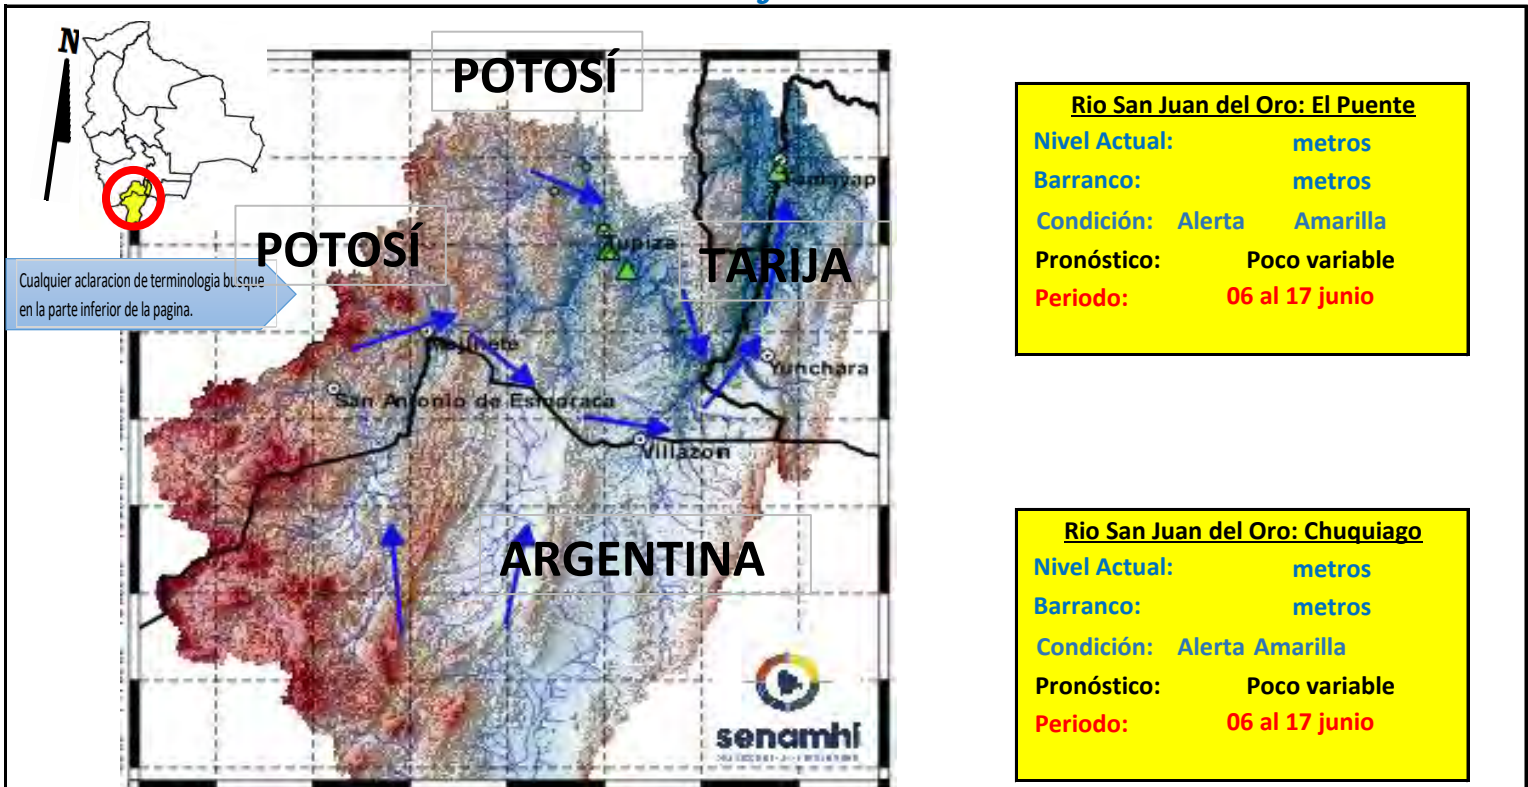 N
POTOSÍ
POTOSÍ
TARIJA
ARGENTINA
Cualquier aclaracion de terminologia busque
en la parte inferior de la pagina.
Tupiza
Yunchara
San Antonio de Esmoraca
Villazon
senamhi
Rio San Juan del Oro: El Puente
Nivel Actual: metros
Barranco: metros
Condición: Alerta Amarilla
Pronóstico: Poco variable
Periodo: 06 al 17 junio
Rio San Juan del Oro: Chuquiago
Nivel Actual: metros
Barranco: metros
Condición: Alerta Amarilla
Pronóstico: Poco variable
Periodo: 06 al 17 junio